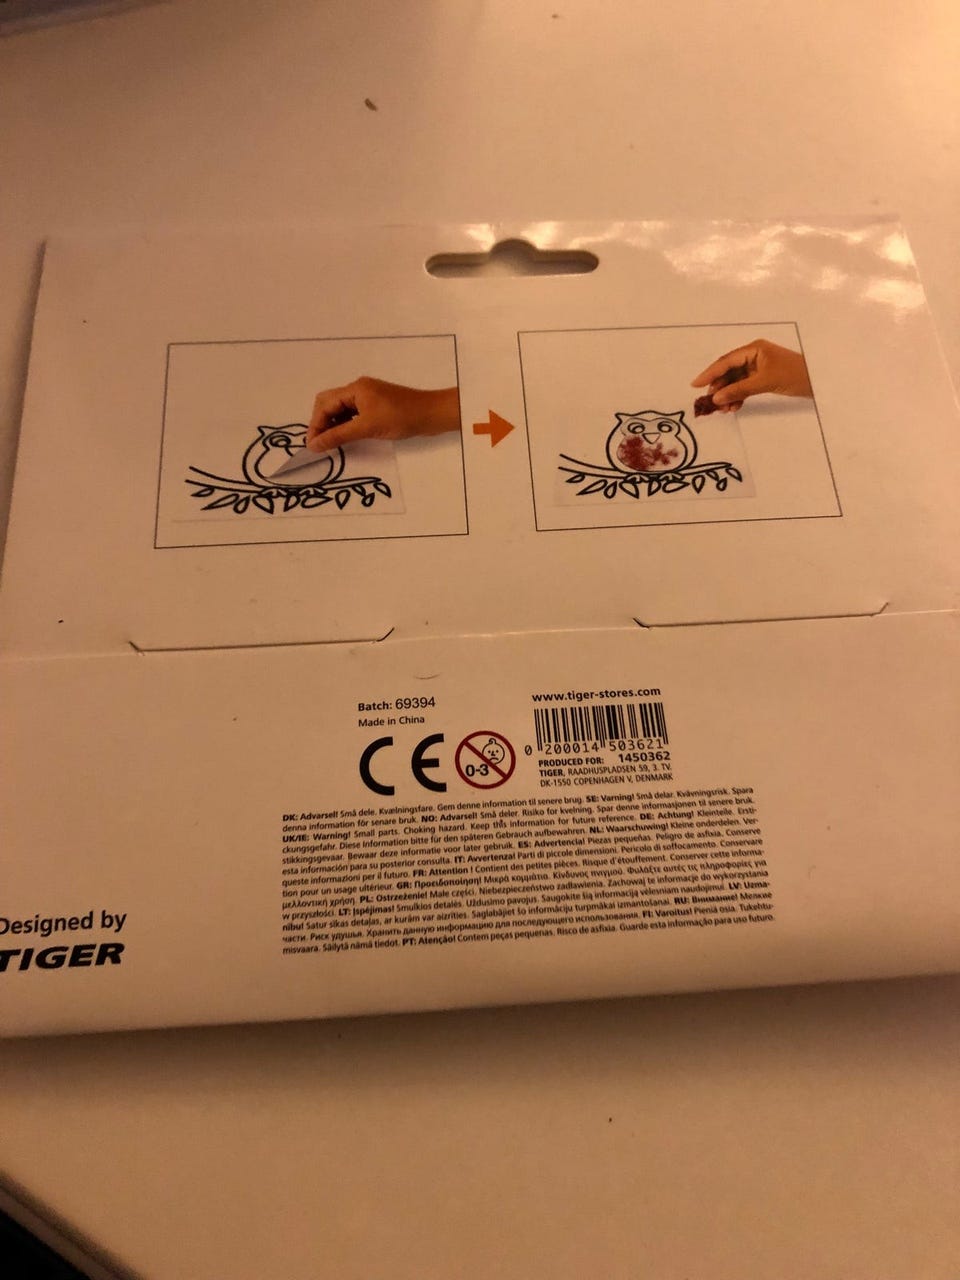 Batch: 69394
Made in China
CE
0-3
www.tiger-stores.com
0 200014 503621
PRODUCED FOR: 1450362
TIGER, RAADHUSPLADSEN 59, 3. TV.
DK-1550 COPENHAGEN V, DENMARK
DK: Advarsel! Små dele. Kvælningsfare. Gem denne information til senere brug. SE: Varning! Små delar. Kvävningsrisk. Spara
denna information för senare bruk. NO: Advarsel! Små deler. Risiko for kvelning. Spar denne informasjonen til senere bruk.
UK/IE: Warning! Small parts. Choking hazard. Keep this information for future reference. DE: Achtung! Kleinteile. Ersti-
ckungsgefahr. Diese Information bitte für den späteren Gebrauch aufbewahren. NL: Waarschuwing! Kleine onderdelen. Ver-
stikkingsgevaar. Bewaar deze informatie voor later gebruik. ES: Advertencia! Piezas pequeñas. Peligro de asfixia. Conserve
esta información para su posterior consulta. IT: Avvertenza! Parti di piccole dimensioni. Pericolo di soffocamento. Conservare
queste informazioni per il futuro. FR: Attention ! Contient des petites pièces. Risque d'étouffement. Conserver cette informa-
tion pour un usage ultérieur. GR: Προειδοποίηση! Μικρά κομμάτια. Κίνδυνος πνιγμού. Φυλάξτε αυτές τις πληροφορίες για
μελλοντική χρήση. PL: Ostrzeżenie! Małe części. Niebezpieczeństwo zadławienia. Zachowaj te informacje do wykorzystania
w przyszłości. LT: Įspėjimas! Smulkios detalės. Uždusimo pavojus. Saugokite šią informaciją vėlesniam naudojimui. LV: Uzma-
nību! Satur sīkas detaļas, ar kurām var aizrīties. Saglabājiet šo informāciju turpmākai izmantošanai. RU: Внимание! Мелкие
части. Риск удушья. Хранить данную информацию для последующего использования. FI: Varoitus! Pieniä osia. Tukehtu-
misvaara. Säilytä nämä tiedot. PT: Atenção! Contem peças pequenas. Risco de asfixia. Guarde esta informação para uso futuro.
Designed by
TIGER